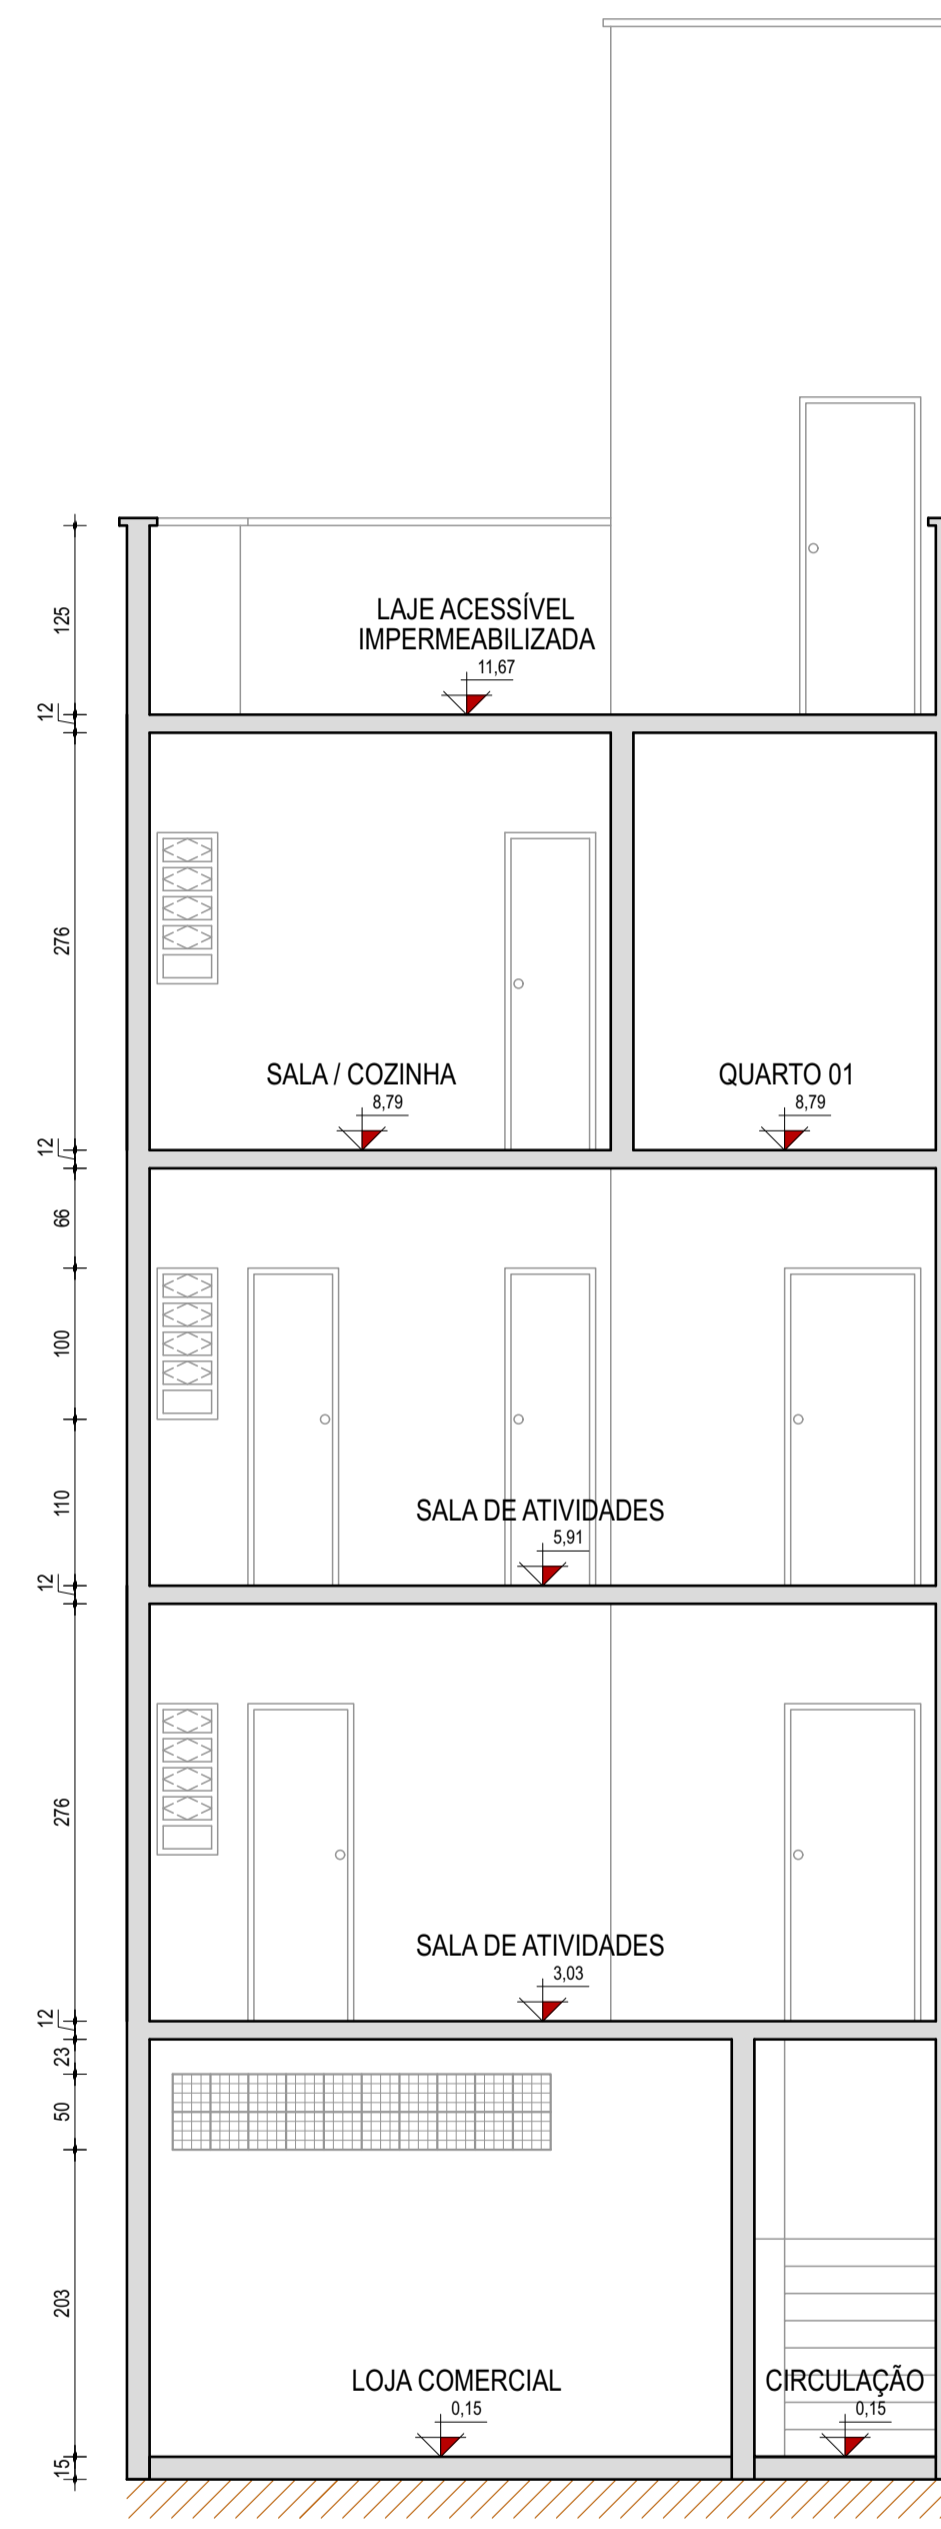 125
LAJE ACESSÍVEL
IMPERMEABILIZADA
11,67
12
276
SALA / COZINHA
8,79
QUARTO 01
8,79
12
66
100
110
SALA DE ATIVIDADES
5,91
12
276
SALA DE ATIVIDADES
3,03
12
23
50
203
LOJA COMERCIAL
0,15
CIRCULAÇÃO
0,15
15